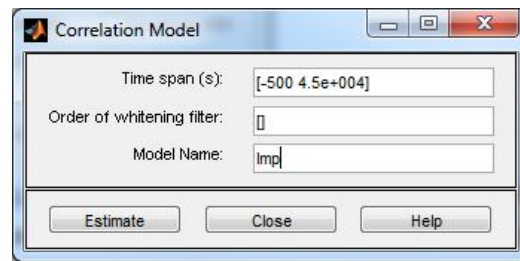 Correlation Model
Time span (s): [-500 4.5e+004]
Order of whitening filter: []
Model Name: Imp
Estimate Close Help